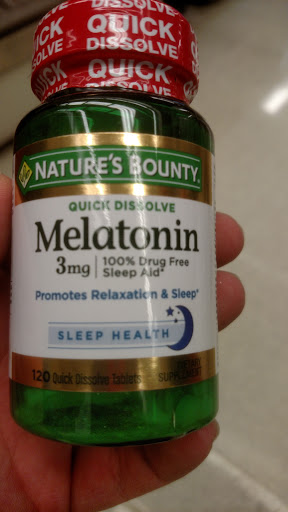 QUICK
DISSOLVE
QUICK
DISSOLVE
NATURE'S BOUNTY
QUICK DISSOLVE
Melatonin
3mg | 100% Drug Free
Sleep Aid*
Promotes Relaxation & Sleep*
SLEEP HEALTH
120 Quick Dissolve Tablets
SUPPLEMENT